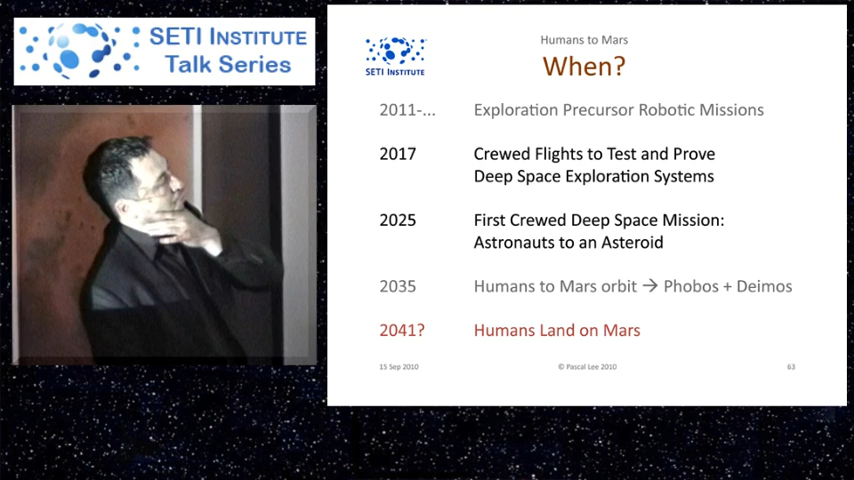 SETI INSTITUTE
Talk Series
SETI INSTITUTE
Humans to Mars
When?
2011-... Exploration Precursor Robotic Missions
2017 Crewed Flights to Test and Prove
Deep Space Exploration Systems
2025 First Crewed Deep Space Mission:
Astronauts to an Asteroid
2035 Humans to Mars orbit → Phobos + Deimos
2041? Humans Land on Mars
15 Sep 2010 © Pascal Lee 2010 63